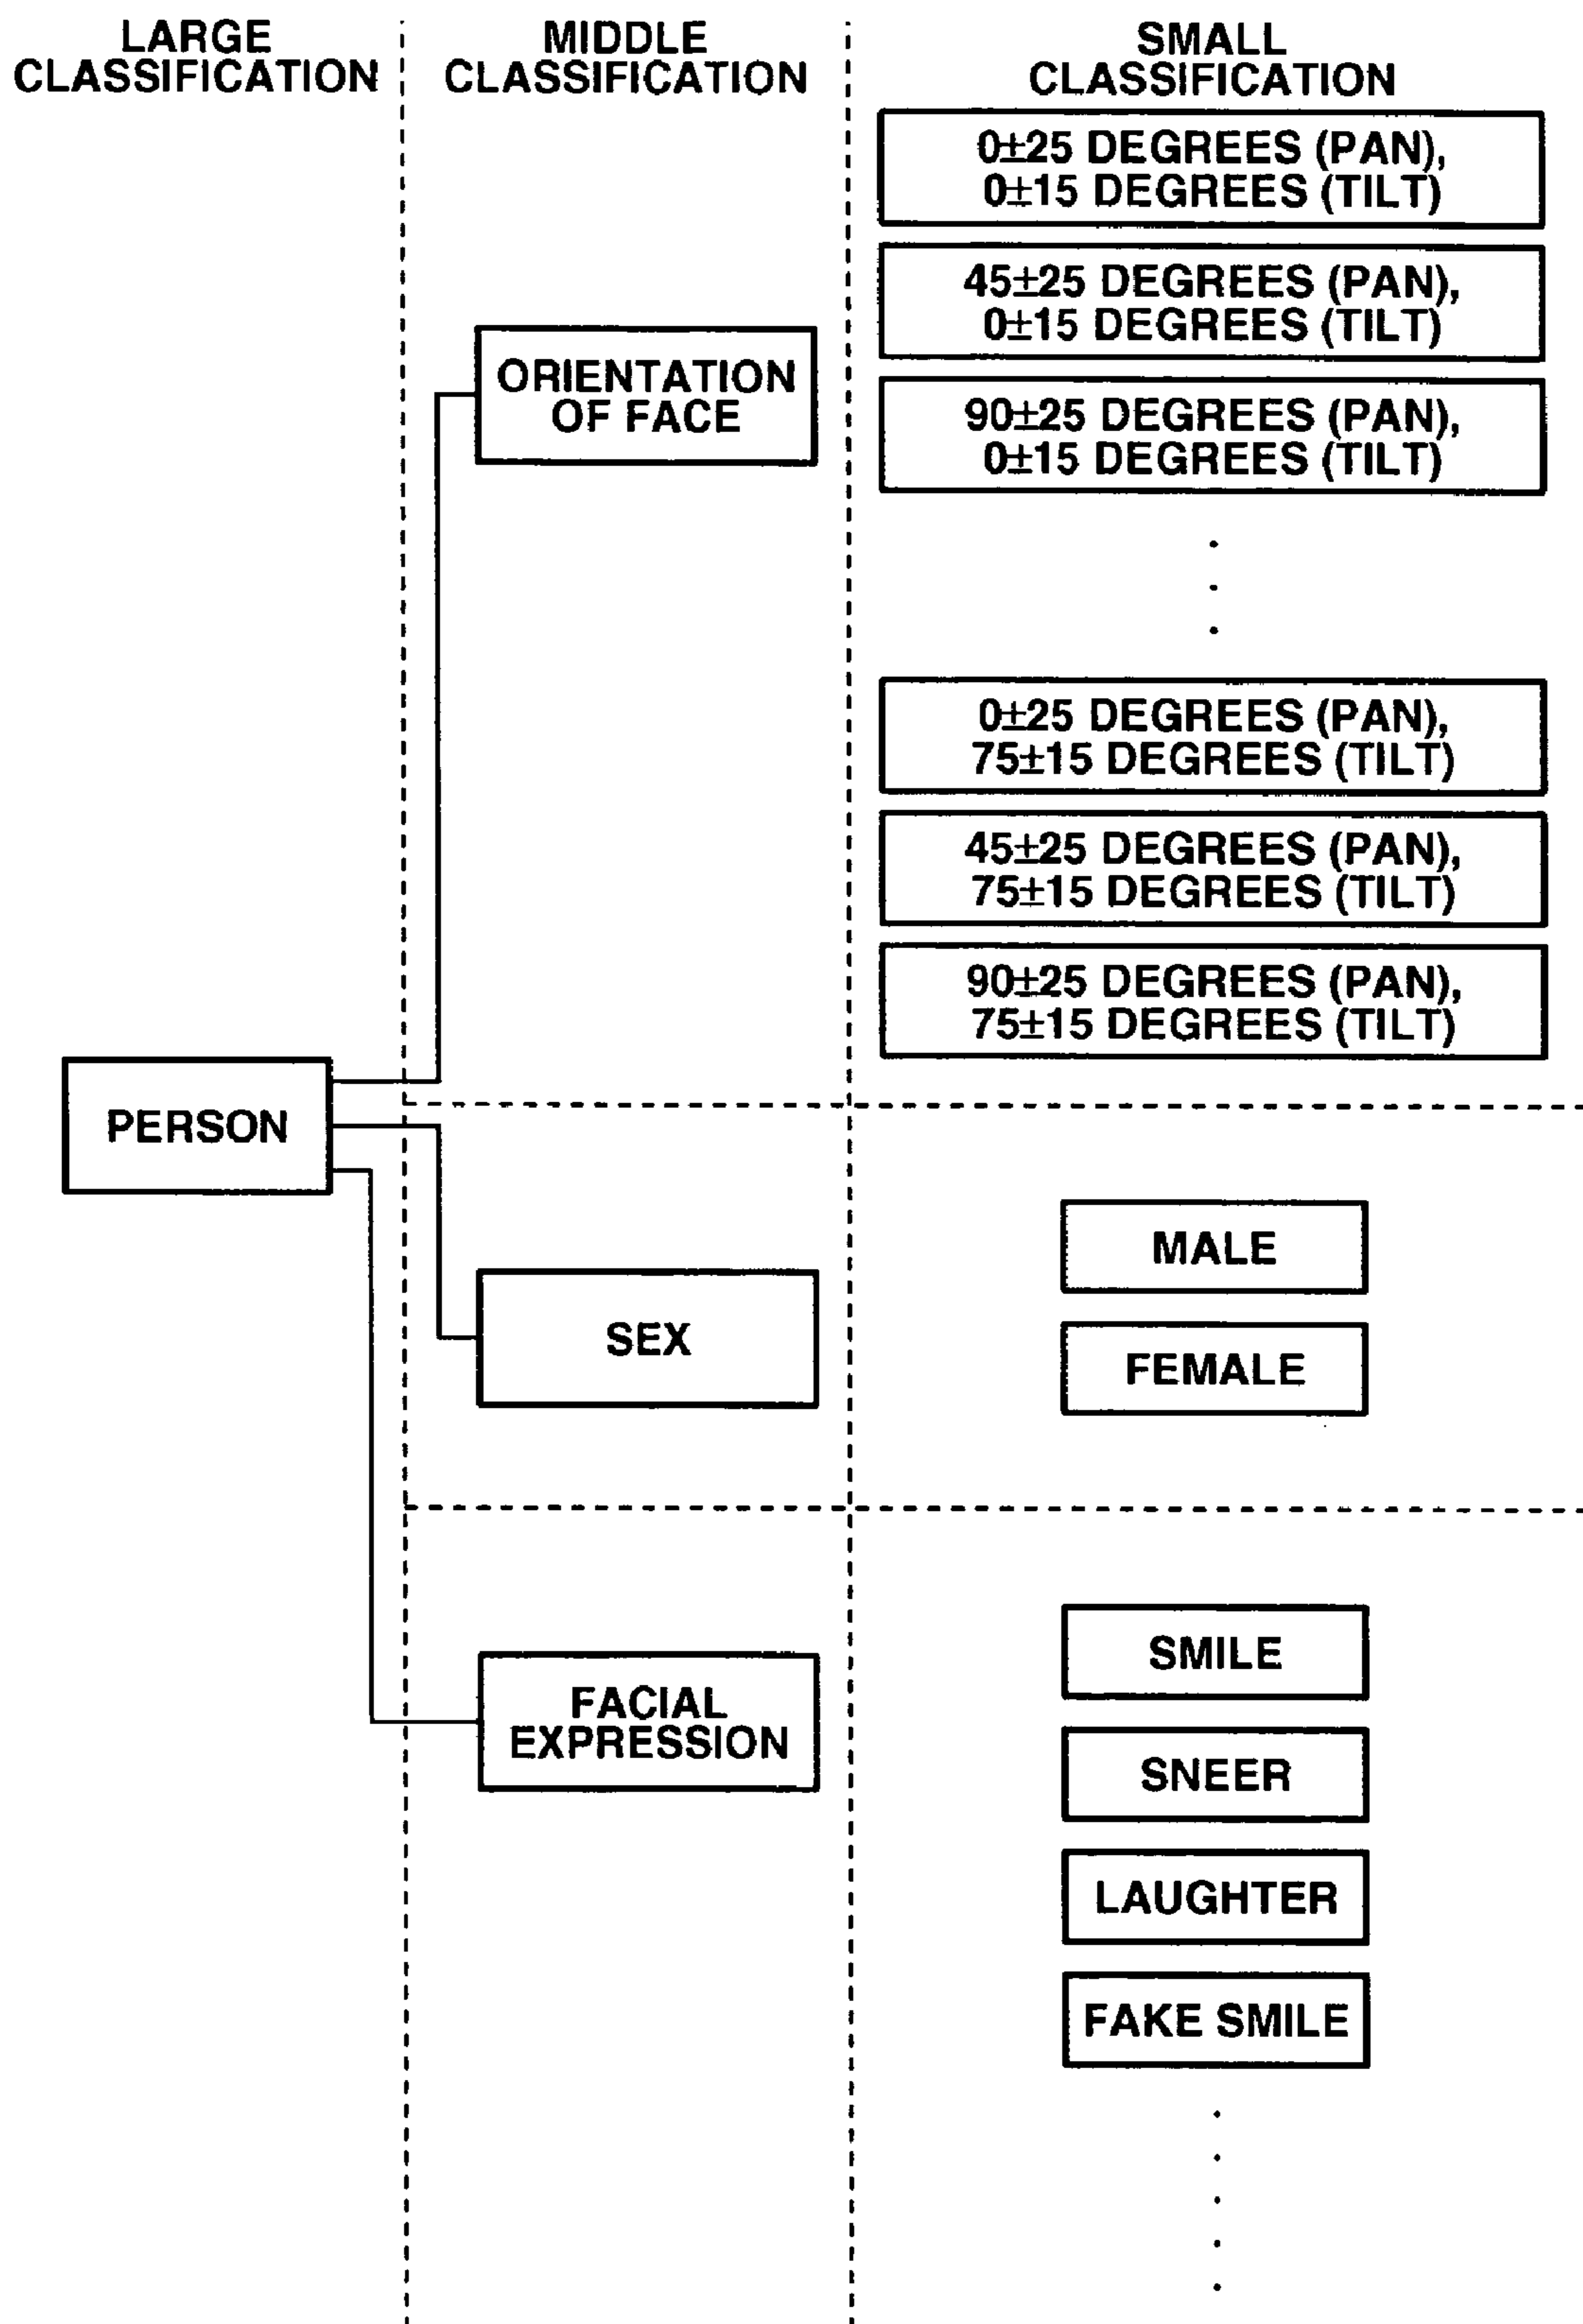 LARGE
CLASSIFICATION
MIDDLE
CLASSIFICATION
SMALL
CLASSIFICATION
0±25 DEGREES (PAN),
0±15 DEGREES (TILT)
45±25 DEGREES (PAN),
0±15 DEGREES (TILT)
ORIENTATION
OF FACE
90±25 DEGREES (PAN),
0±15 DEGREES (TILT)
0±25 DEGREES (PAN),
75±15 DEGREES (TILT)
45±25 DEGREES (PAN),
75±15 DEGREES (TILT)
90±25 DEGREES (PAN),
75±15 DEGREES (TILT)
PERSON
SEX
MALE
FEMALE
FACIAL
EXPRESSION
SMILE
SNEER
LAUGHTER
FAKE SMILE